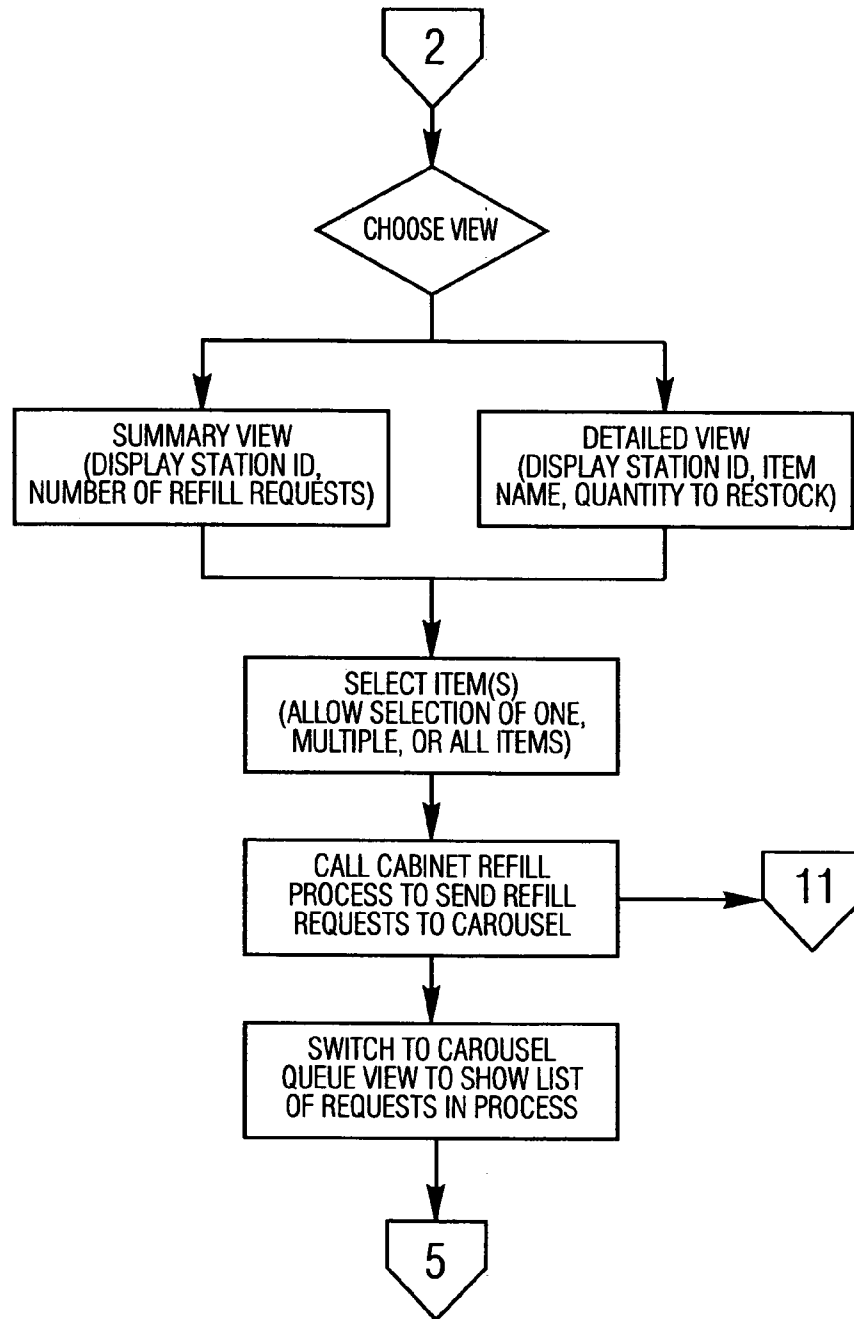 2
CHOOSE VIEW
SUMMARY VIEW
(DISPLAY STATION ID,
NUMBER OF REFILL REQUESTS)
DETAILED VIEW
(DISPLAY STATION ID, ITEM
NAME, QUANTITY TO RESTOCK)
SELECT ITEM(S)
(ALLOW SELECTION OF ONE,
MULTIPLE, OR ALL ITEMS)
CALL CABINET REFILL
PROCESS TO SEND REFILL
REQUESTS TO CAROUSEL
11
SWITCH TO CAROUSEL
QUEUE VIEW TO SHOW LIST
OF REQUESTS IN PROCESS
5